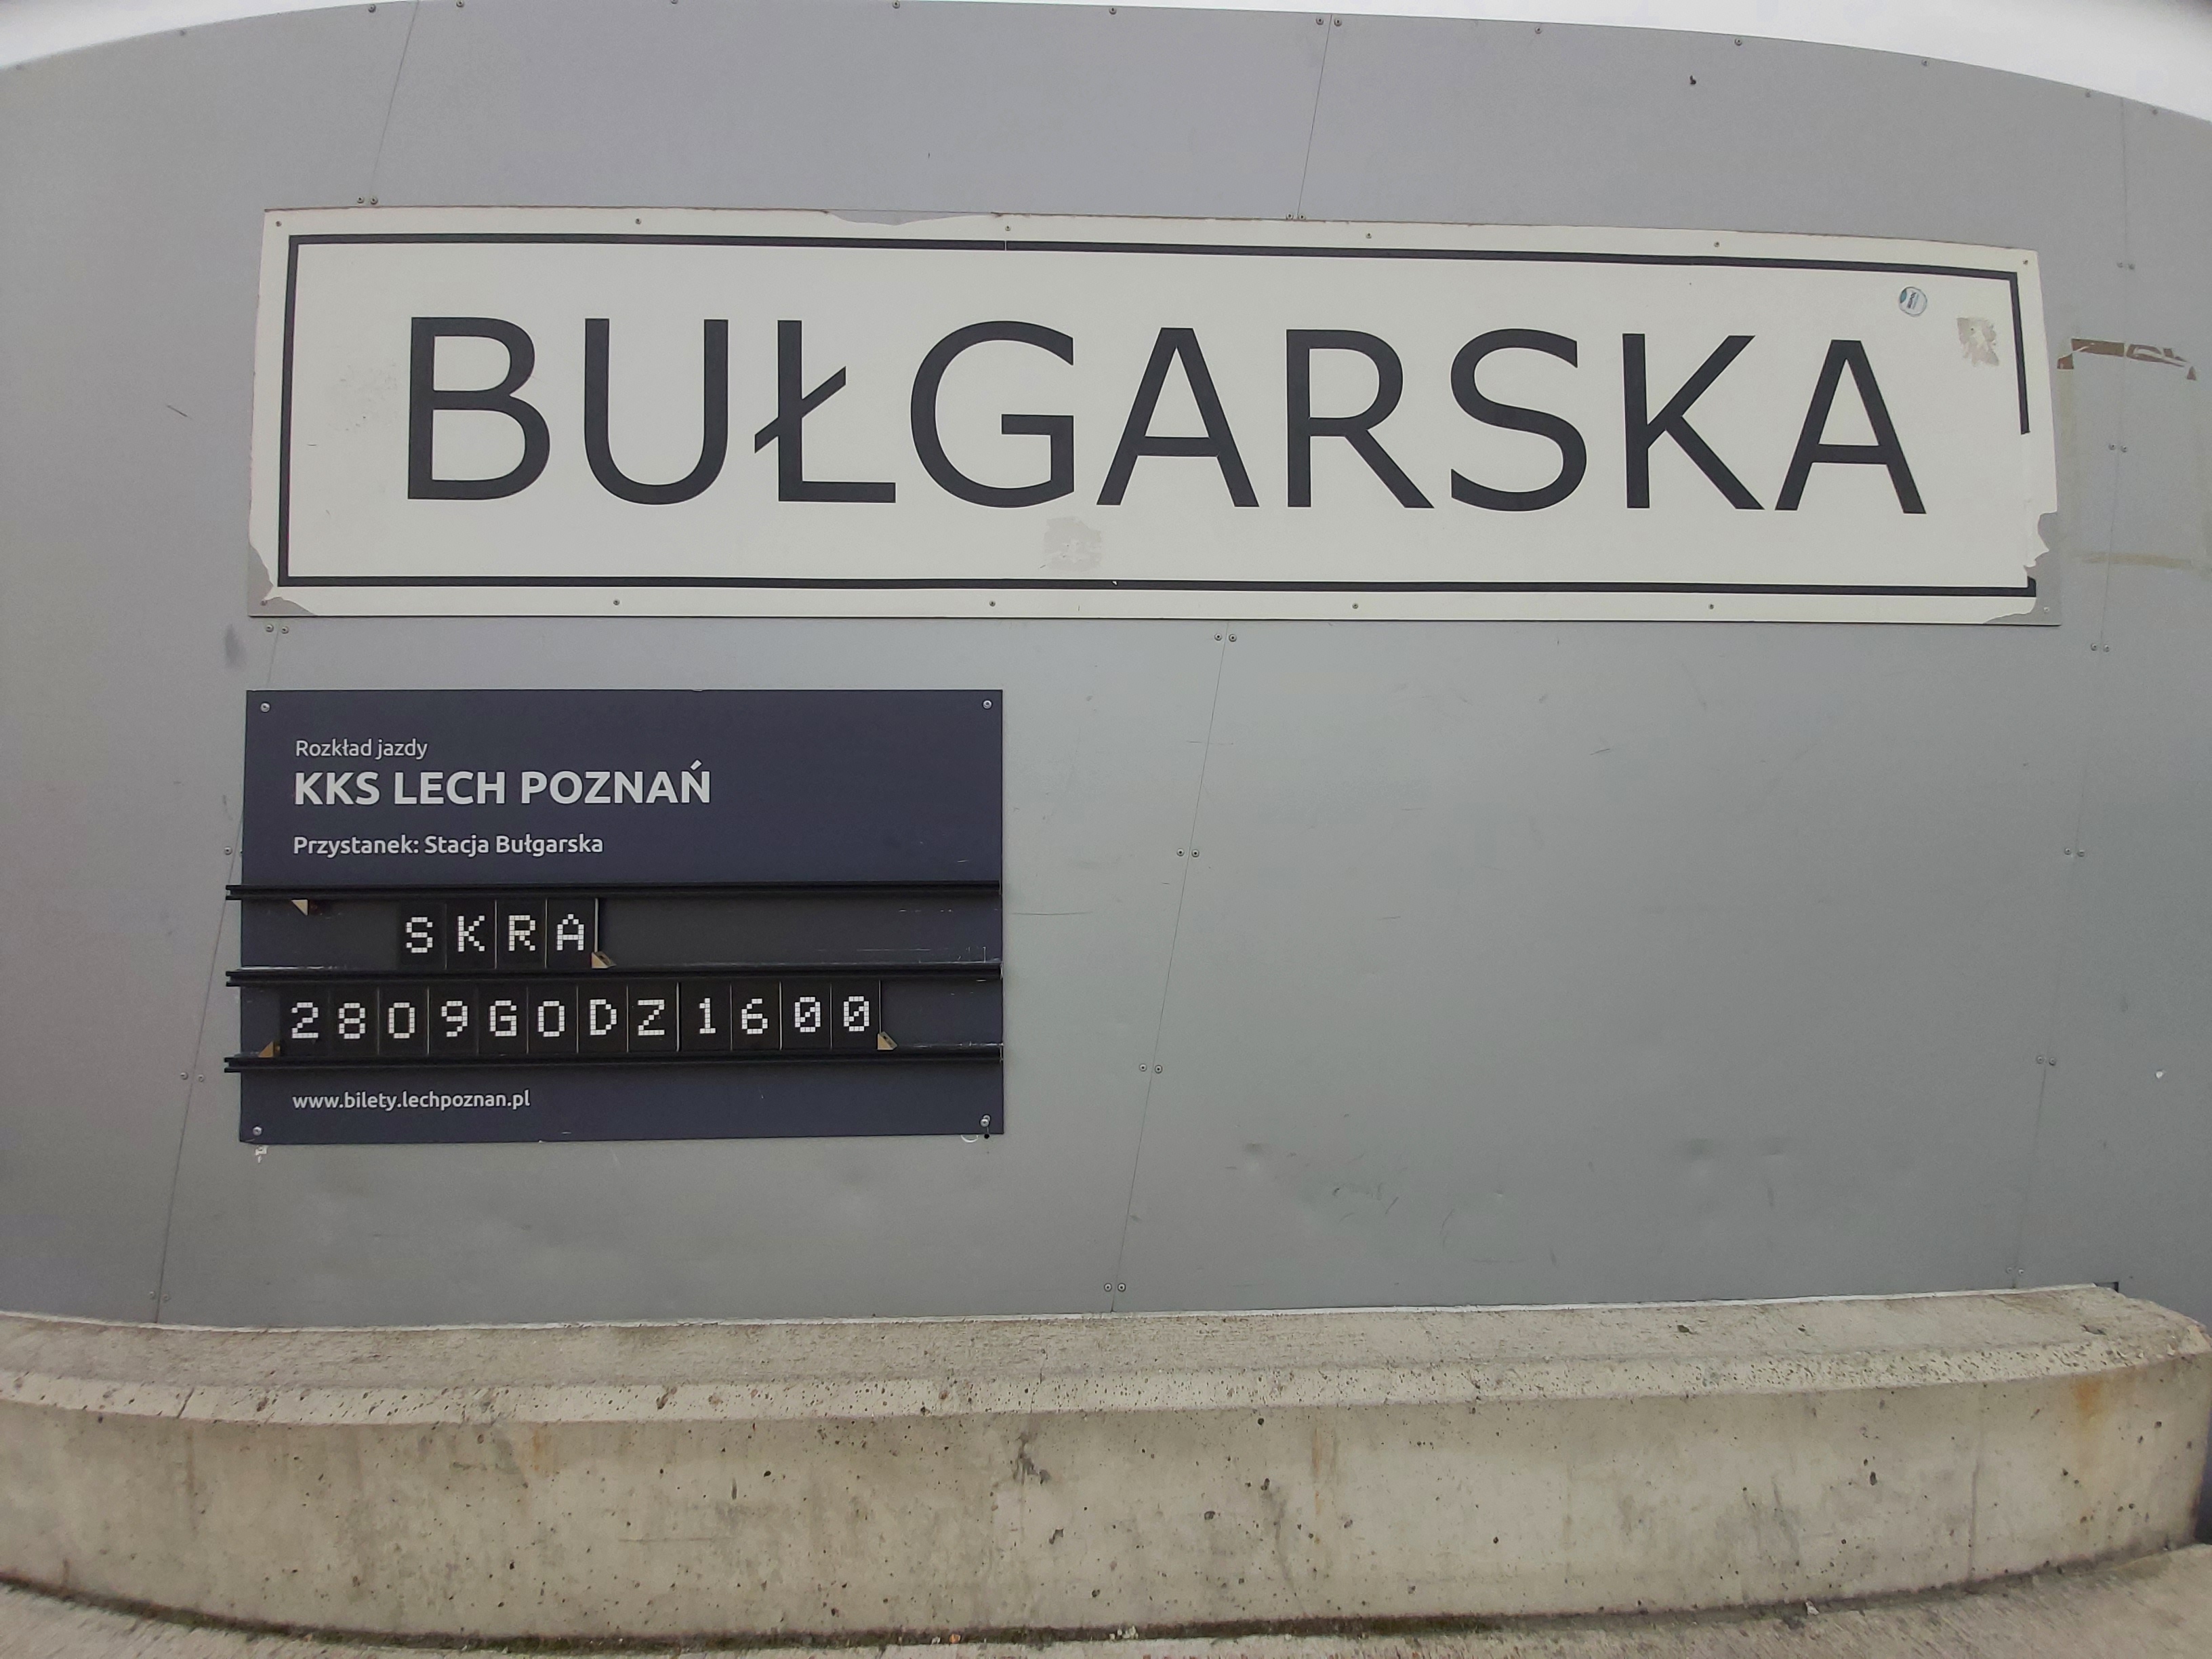 BUŁGARSKA
Rozkład jazdy
KKS LECH POZNAŃ
Przystanek: Stacja Bułgarska
SKRA
2809GODZ1600
www.bilety.lechpoznan.pl